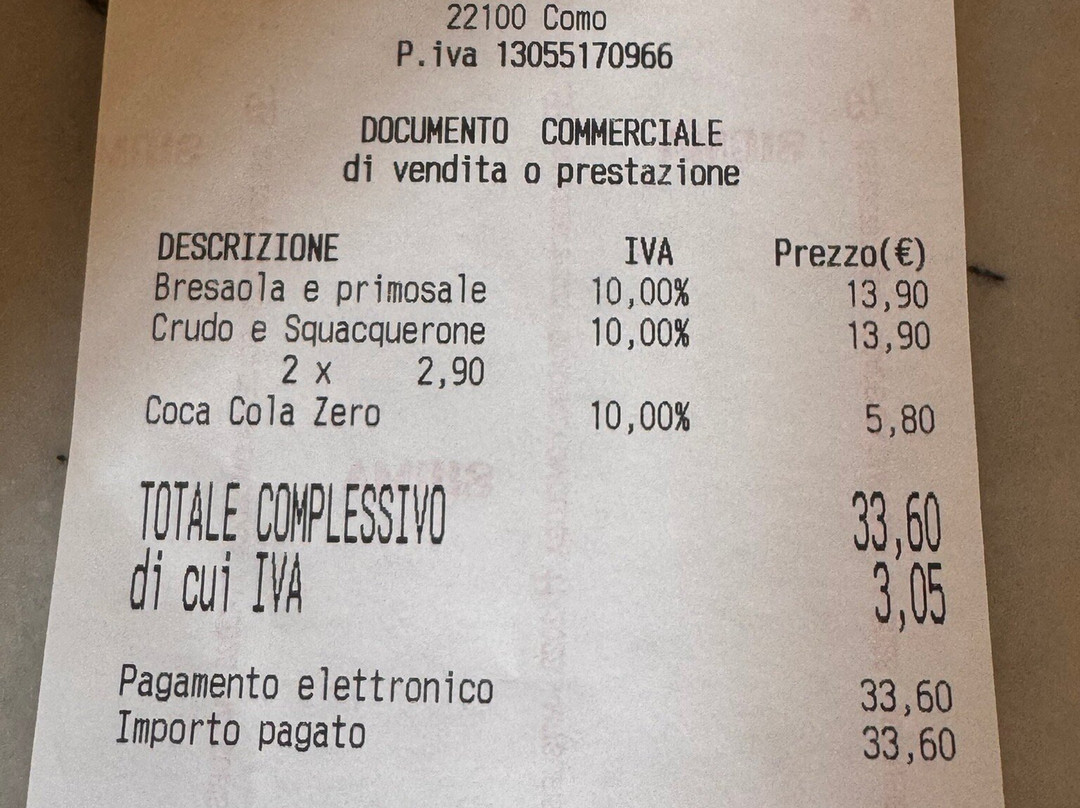 22100 Como
P.iva 13055170966
DOCUMENTO COMMERCIALE
di vendita o prestazione
DESCRIZIONE IVA Prezzo(€)
Bresaola e primosale 10,00% 13,90
Crudo e Squacquerone 10,00% 13,90
2 x 2,90
Coca Cola Zero 10,00% 5,80
TOTALE COMPLESSIVO 33,60
di cui IVA 3,05
Pagamento elettronico 33,60
Importo pagato 33,60